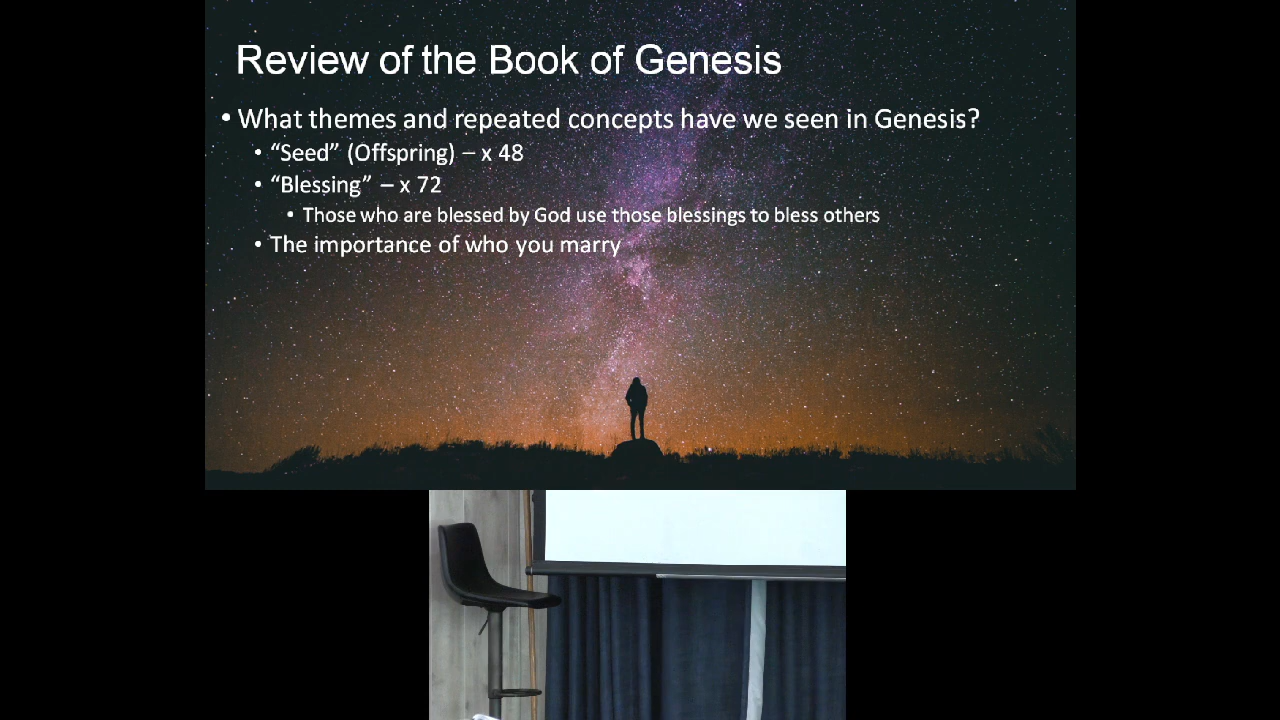 Review of the Book of Genesis
• What themes and repeated concepts have we seen in Genesis?
• “Seed” (Offspring) – x 48
• “Blessing” – x 72
• Those who are blessed by God use those blessings to bless others
• The importance of who you marry